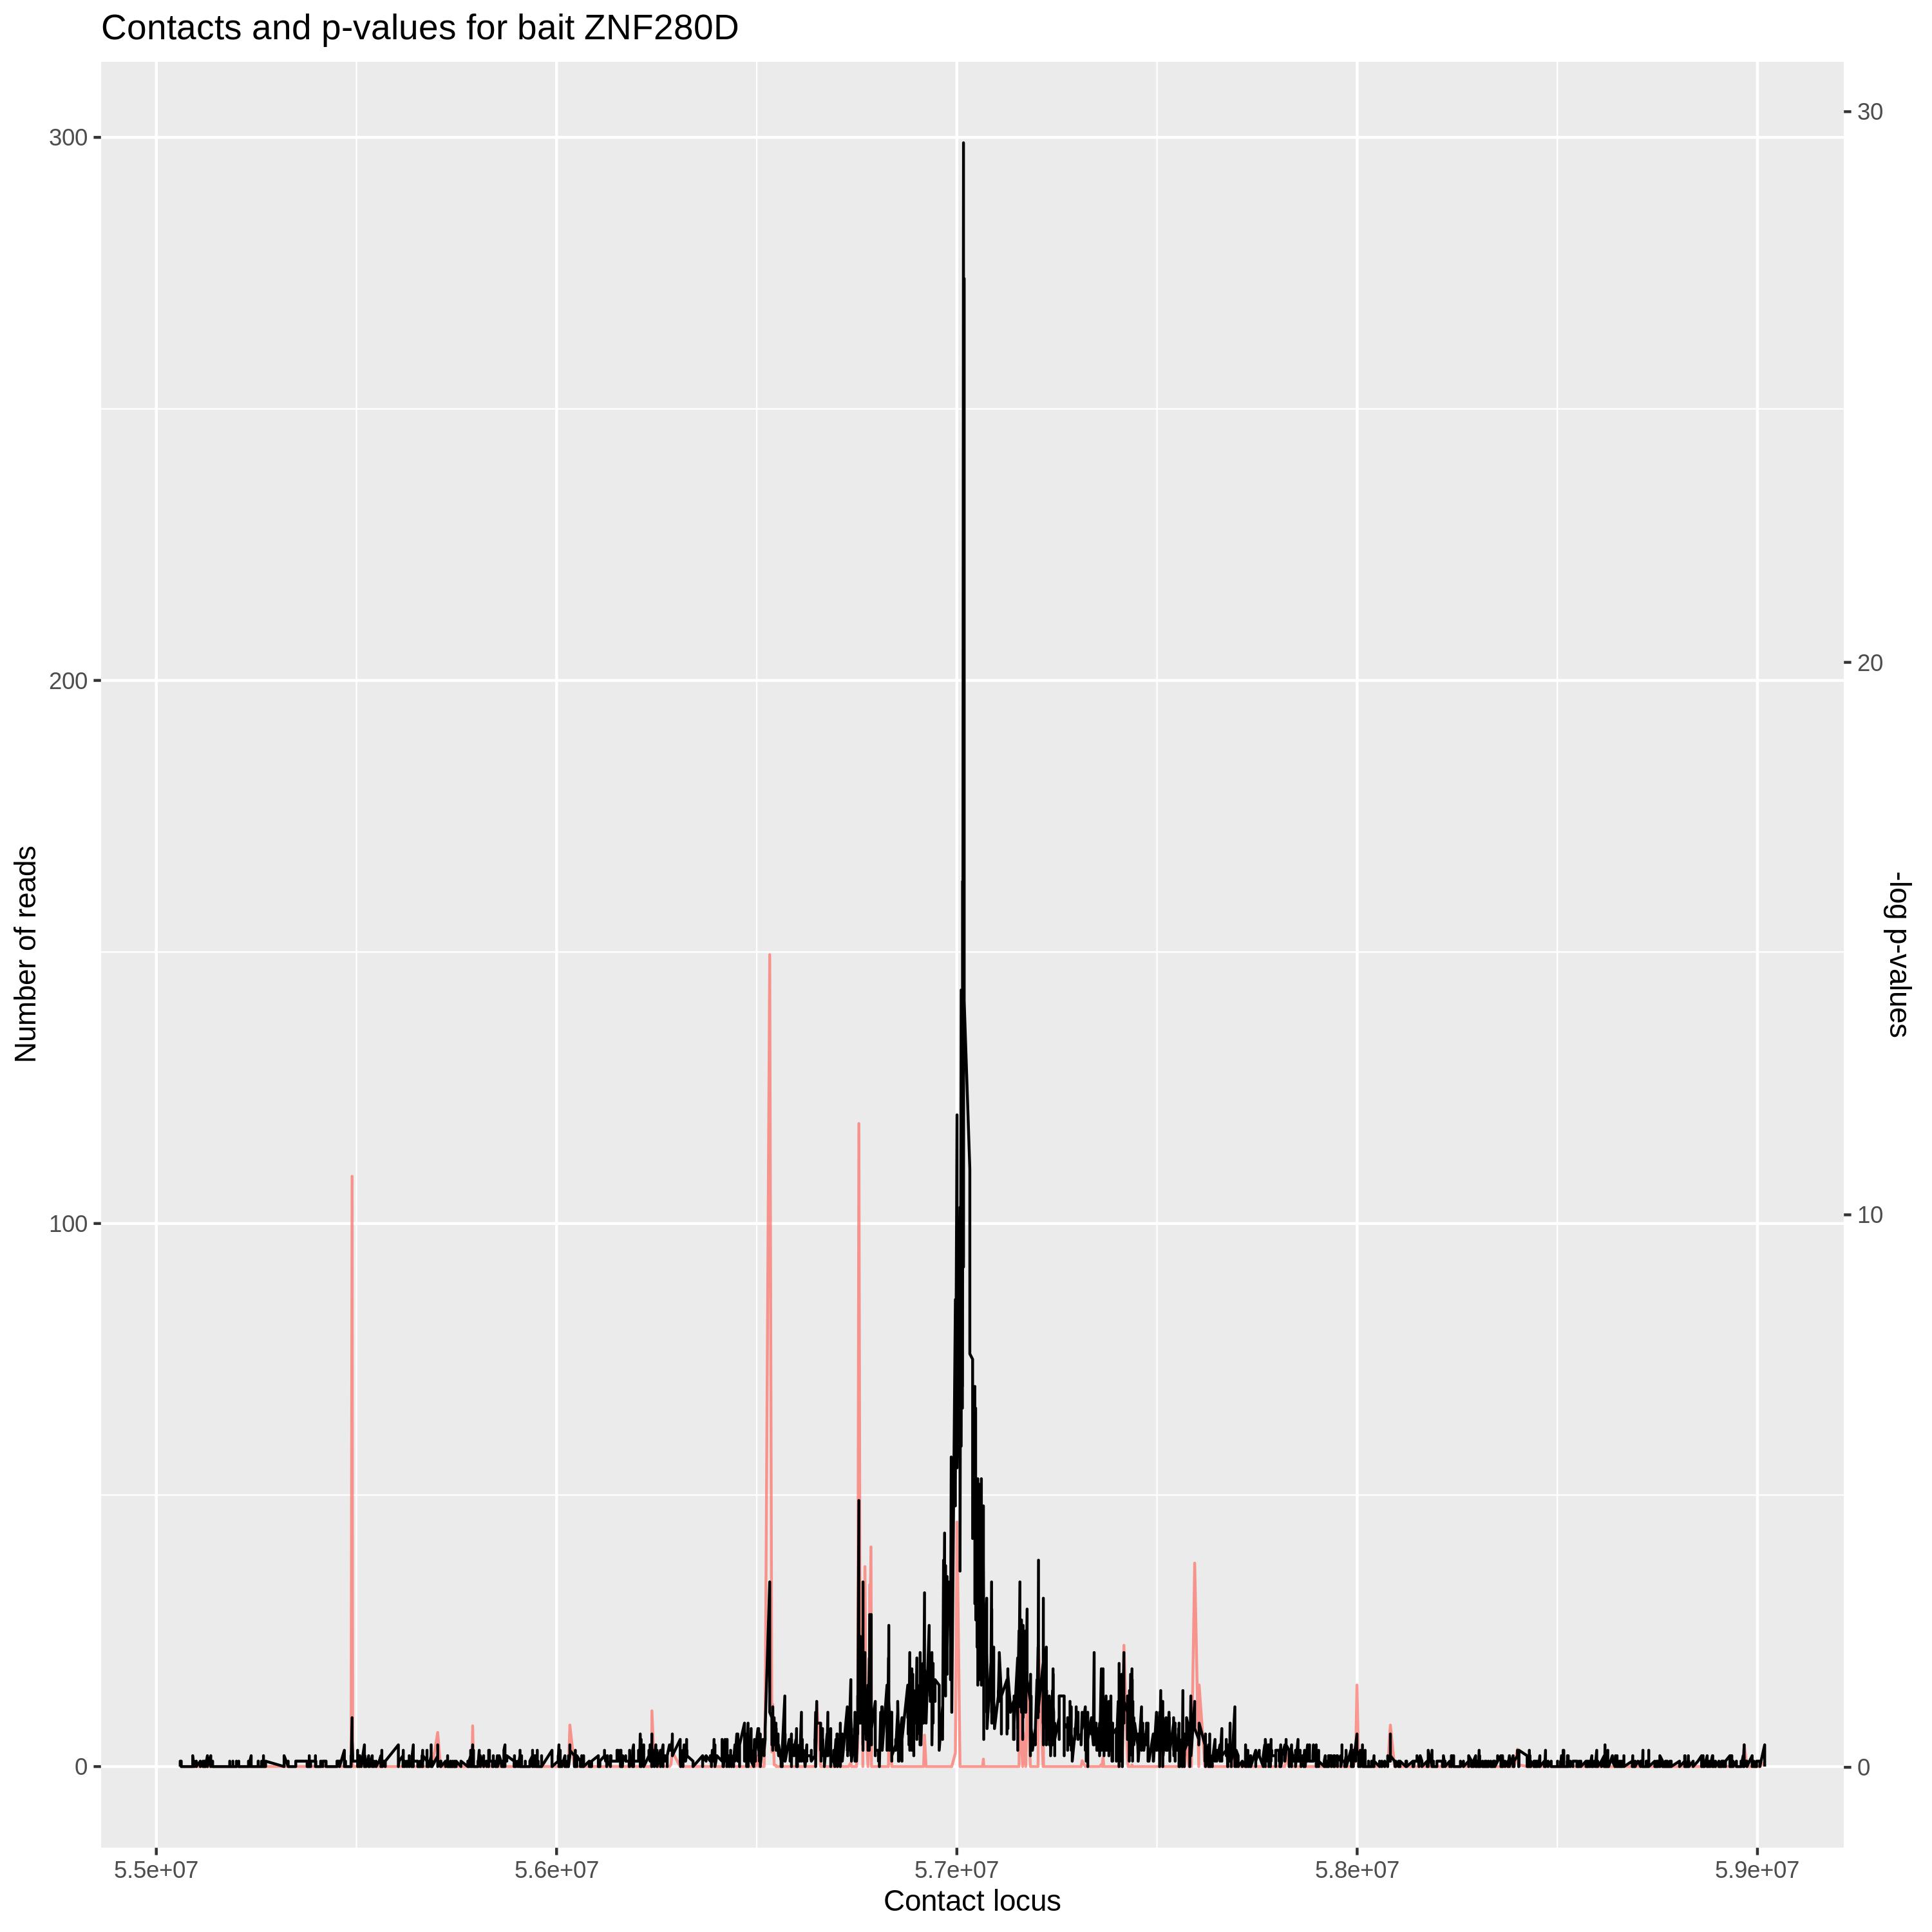 Contacts and p-values for bait ZNF280D
300
200
100
0
30
20
10
0
Number of reads
-log p-values
5.5e+07 5.6e+07 5.7e+07 5.8e+07 5.9e+07
Contact locus